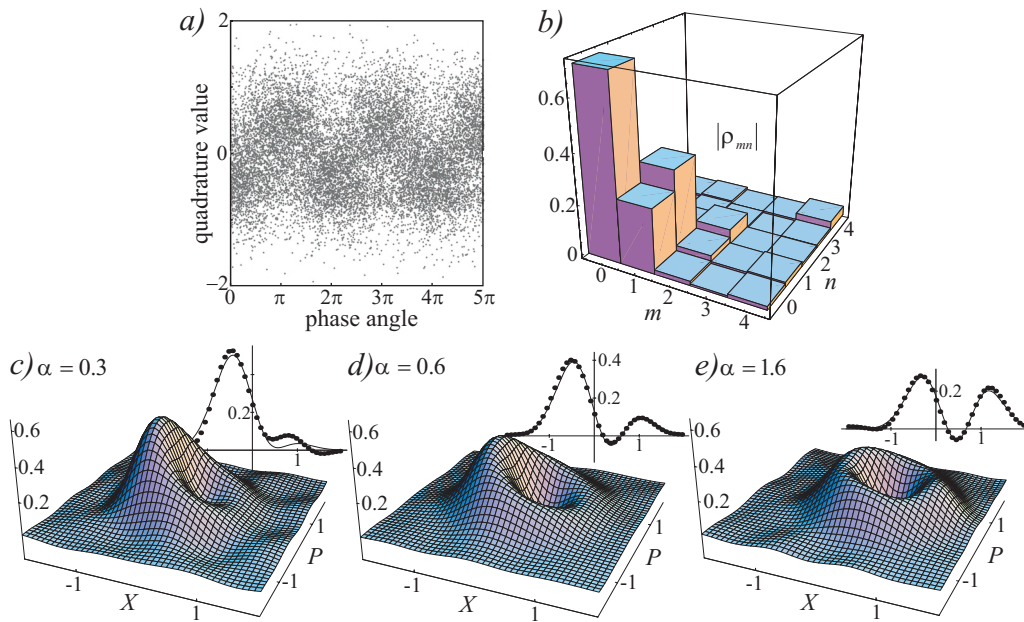 a)
2
0
−2
quadrature value
0 π 2π 3π 4π 5π
phase angle
b)
0.6
0.4
0.2
0
|ρmn|
0 1 2 3 4
m
0 1 2 3 4
n
c) α = 0.3
0.2
1
0.6
0.4
0.2
-1 1
X
-1 1
P
d) α = 0.6
0.4
0.2
-1 1
0.6
0.4
0.2
-1 1
X
-1 1
P
e) α = 1.6
0.2
-1 1
0.6
0.4
0.2
-1 1
X
-1 1
P